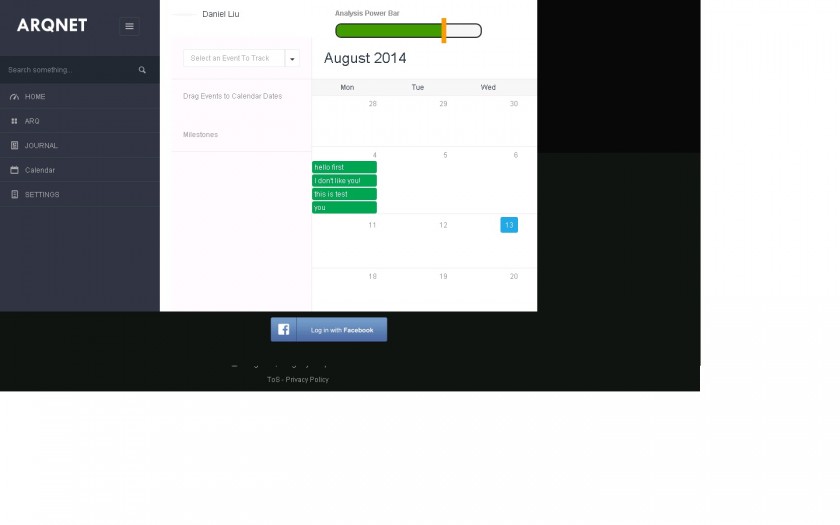 ARQNET
Daniel Liu
Analysis Power Bar
Search something...
HOME
ARQ
JOURNAL
Calendar
SETTINGS
Select an Event To Track
Drag Events to Calendar Dates
Milestones
August 2014
Mon Tue Wed
28 29 30
4 5 6
hello first
I don't like you!
this is test
you
11 12 13
18 19 20
Log in with Facebook
ToS - Privacy Policy